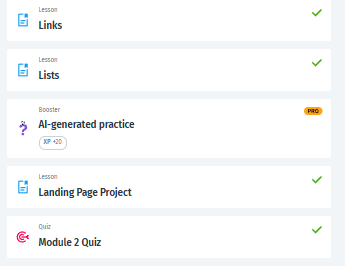 Lesson
Links
Lesson
Lists
Booster
PRO
AI-generated practice
XP +20
Lesson
Landing Page Project
Quiz
Module 2 Quiz